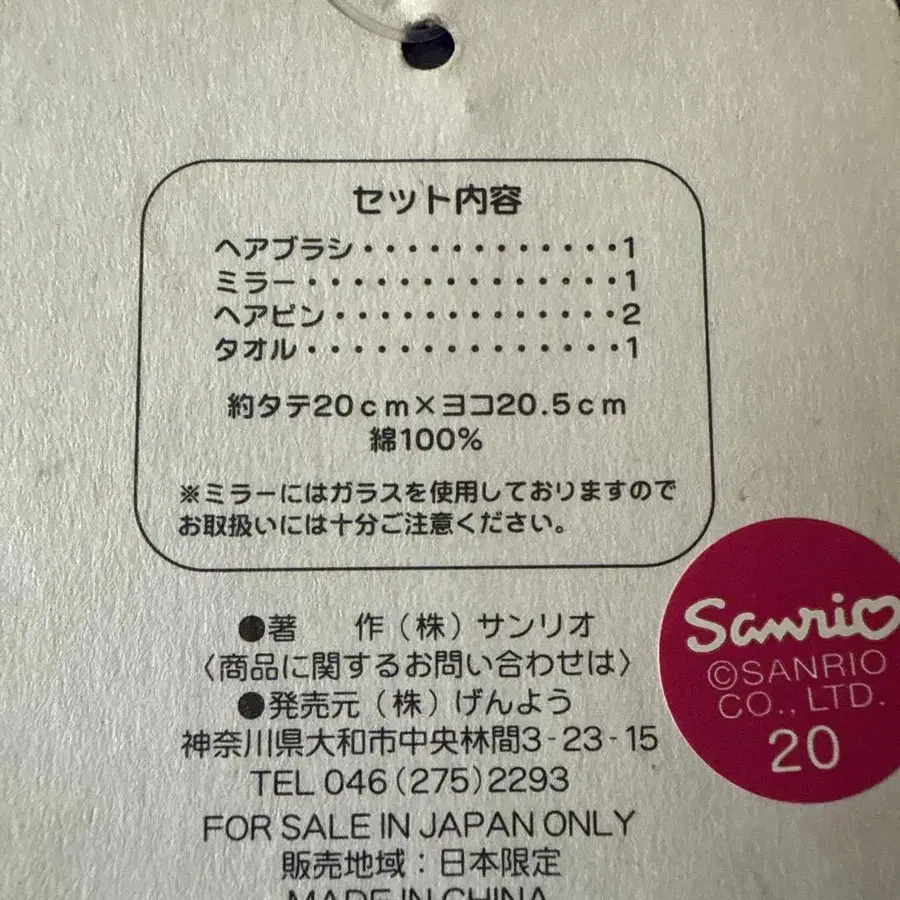 セット内容
ヘアブラシ・・・・・・・・・・・・1
ミラー・・・・・・・・・・・・・・1
ヘアピン・・・・・・・・・・・・・2
タオル・・・・・・・・・・・・・・1
約タテ20cm×ヨコ20.5cm
綿100%
※ミラーにはガラスを使用しておりますので
お取扱いには十分ご注意ください。
●著　作(株)サンリオ
〈商品に関するお問い合わせは〉
●発売元(株)げんよう
神奈川県大和市中央林間3-23-15
TEL 046(275)2293
FOR SALE IN JAPAN ONLY
販売地域：日本限定
MADE IN CHINA
Sanrio
©SANRIO
CO., LTD.
20